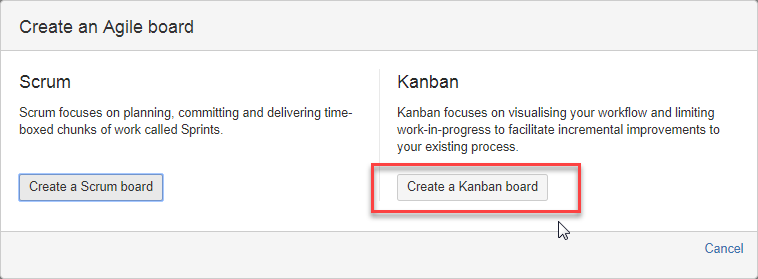 Create an Agile board
Scrum
Scrum focuses on planning, committing and delivering time-
boxed chunks of work called Sprints.
Create a Scrum board
Kanban
Kanban focuses on visualising your workflow and limiting
work-in-progress to facilitate incremental improvements to
your existing process.
Create a Kanban board
Cancel